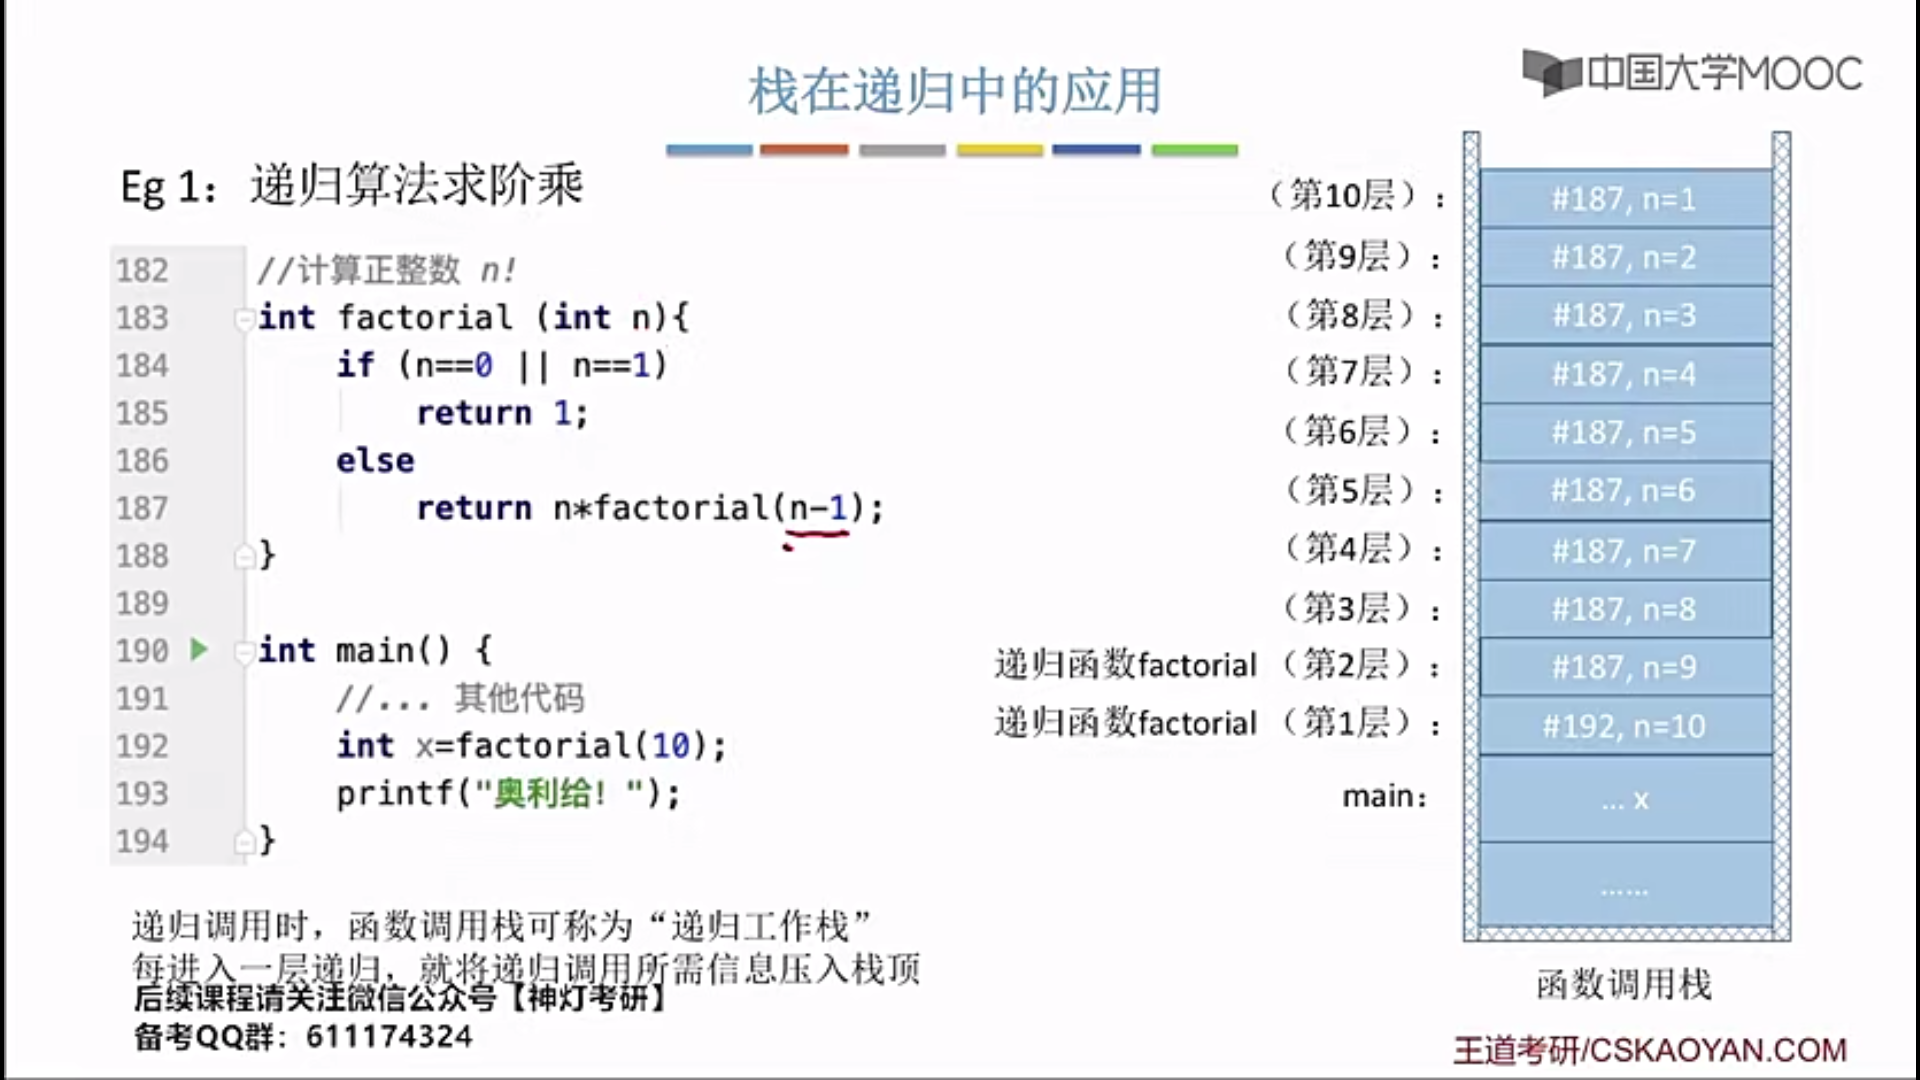 栈在递归中的应用
中国大学MOOC
Eg 1：递归算法求阶乘
182 //计算正整数 n!
183 int factorial (int n){
184 if (n==0 || n==1)
185 return 1;
186 else
187 return n*factorial(n-1);
188 }
189
190 int main() {
191 //... 其他代码
192 int x=factorial(10);
193 printf("奥利给！");
194 }
（第10层）： #187, n=1
（第9层）： #187, n=2
（第8层）： #187, n=3
（第7层）： #187, n=4
（第6层）： #187, n=5
（第5层）： #187, n=6
（第4层）： #187, n=7
（第3层）： #187, n=8
递归函数factorial （第2层）： #187, n=9
递归函数factorial （第1层）： #192, n=10
main： ... x
......
函数调用栈
递归调用时，函数调用栈可称为“递归工作栈”
每进入一层递归，就将递归调用所需信息压入栈顶
后续课程请关注微信公众号【神灯考研】
备考QQ群：611174324
王道考研/CSKAOYAN.COM